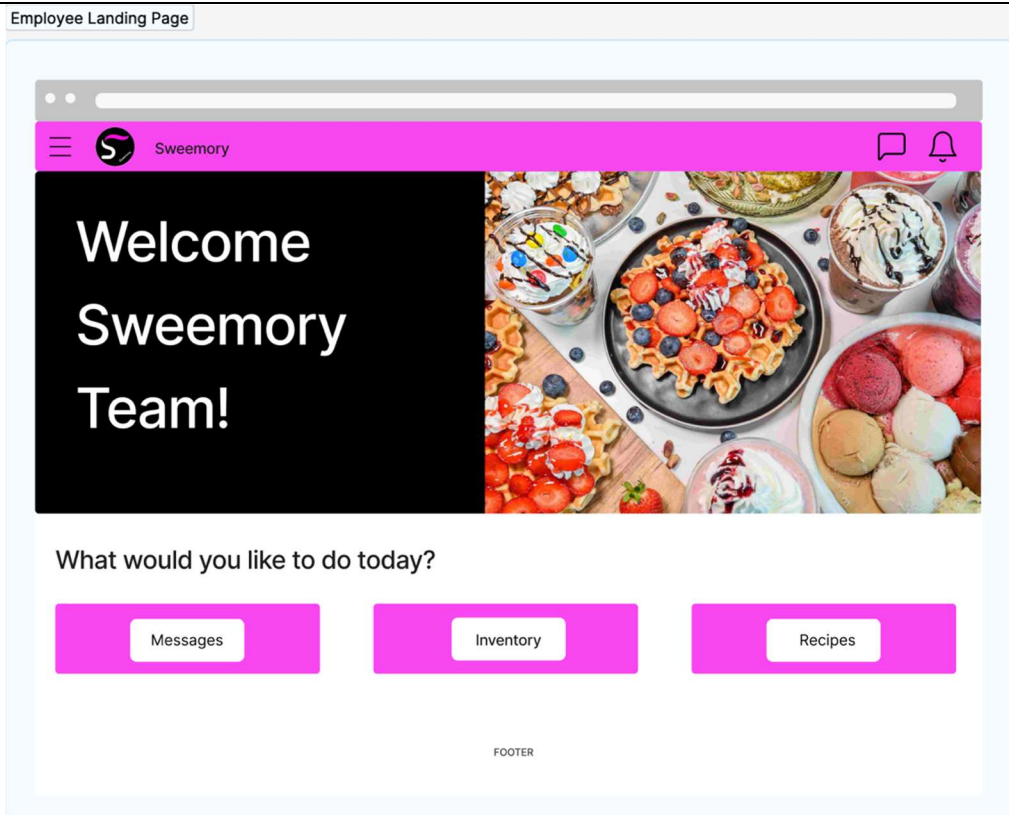 Employee Landing Page
Sweemory
Welcome
Sweemory
Team!
What would you like to do today?
Messages
Inventory
Recipes
FOOTER